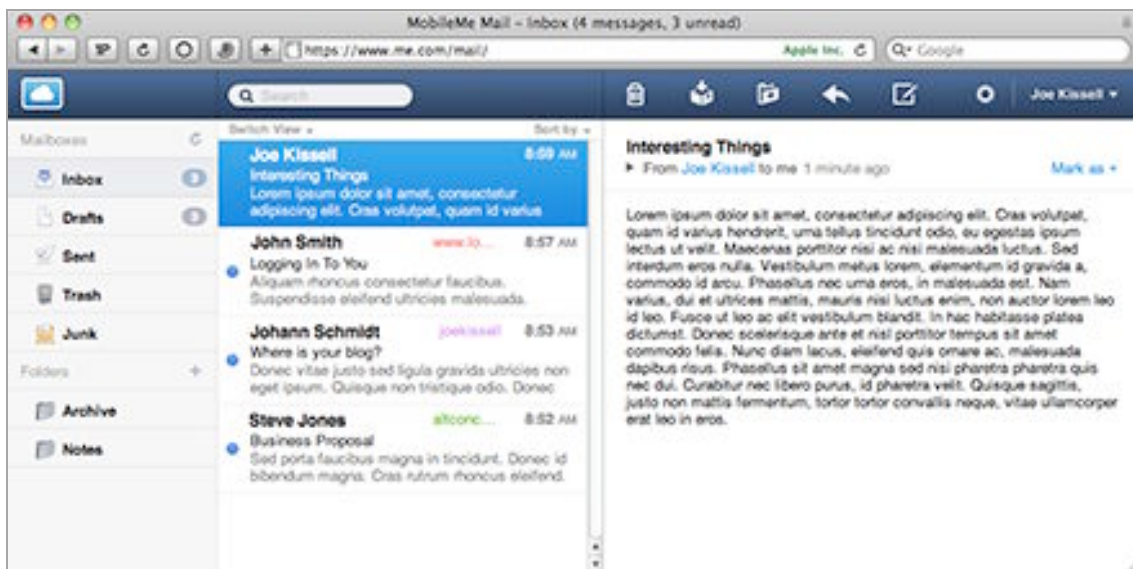 MobileMe Mail – Inbox (4 messages, 3 unread)
https://www.me.com/mail/
Apple Inc.
Google
Search
Joe Kissell
Mailboxes
Inbox
3
Drafts
Sent
Trash
Junk
Folders
Archive
Notes
Switch View
Sort by
Joe Kissell 8:59 AM
Interesting Things
Lorem ipsum dolor sit amet, consectetur
adipiscing elit. Cras volutpat, quam id varius
John Smith www.lo... 8:57 AM
Logging In To You
Aliquam rhoncus consectetur faucibus.
Suspendisse eleifend ultricies malesuada.
Johann Schmidt joekissell 8:53 AM
Where is your blog?
Donec vitae justo sed ligula gravida ultricies non
eget ipsum. Quisque non tristique odio. Donec
Steve Jones altconc... 8:52 AM
Business Proposal
Sed porta faucibus magna in tincidunt. Donec id
bibendum magna. Cras rutrum rhoncus eleifend.
Interesting Things
From Joe Kissell to me 1 minute ago
Mark as
Lorem ipsum dolor sit amet, consectetur adipiscing elit. Cras volutpat,
quam id varius hendrerit, urna tellus tincidunt odio, eu egestas ipsum
lectus ut velit. Maecenas porttitor nisi ac nisi malesuada luctus. Sed
interdum eros nulla. Vestibulum metus lorem, elementum id gravida a,
commodo id arcu. Phasellus nec urna eros, in malesuada est. Nam
varius, dui et ultrices mattis, mauris nisl luctus enim, non auctor lorem leo
id leo. Fusce ut leo ac elit vestibulum blandit. In hac habitasse platea
dictumst. Donec scelerisque ante et nisl porttitor tempus sit amet
commodo felis. Nunc diam lacus, eleifend quis ornare ac, malesuada
dapibus risus. Phasellus sit amet magna sed nisi pharetra pharetra quis
nec dui. Curabitur nec libero purus, id pharetra velit. Quisque sagittis,
justo non mattis fermentum, tortor tortor convallis neque, vitae ullamcorper
erat leo in eros.